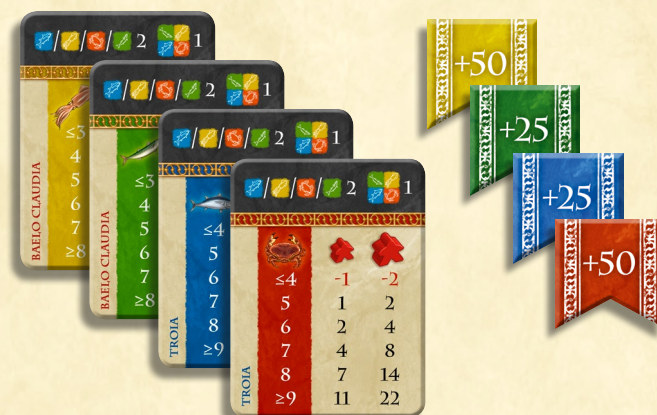 / / / 2 1
BAELO CLAUDIA
≤3
4
5
6
7
≥8
/ / / 2 1
BAELO CLAUDIA
≤3
4
5
6
7
≥8
/ / / 2 1
TROIA
≤4
5
6
7
8
≥9
/ / / 2 1
TROIA
≤4 -1 -2
5 1 2
6 2 4
7 4 8
8 7 14
≥9 11 22
+50
+25
+25
+50